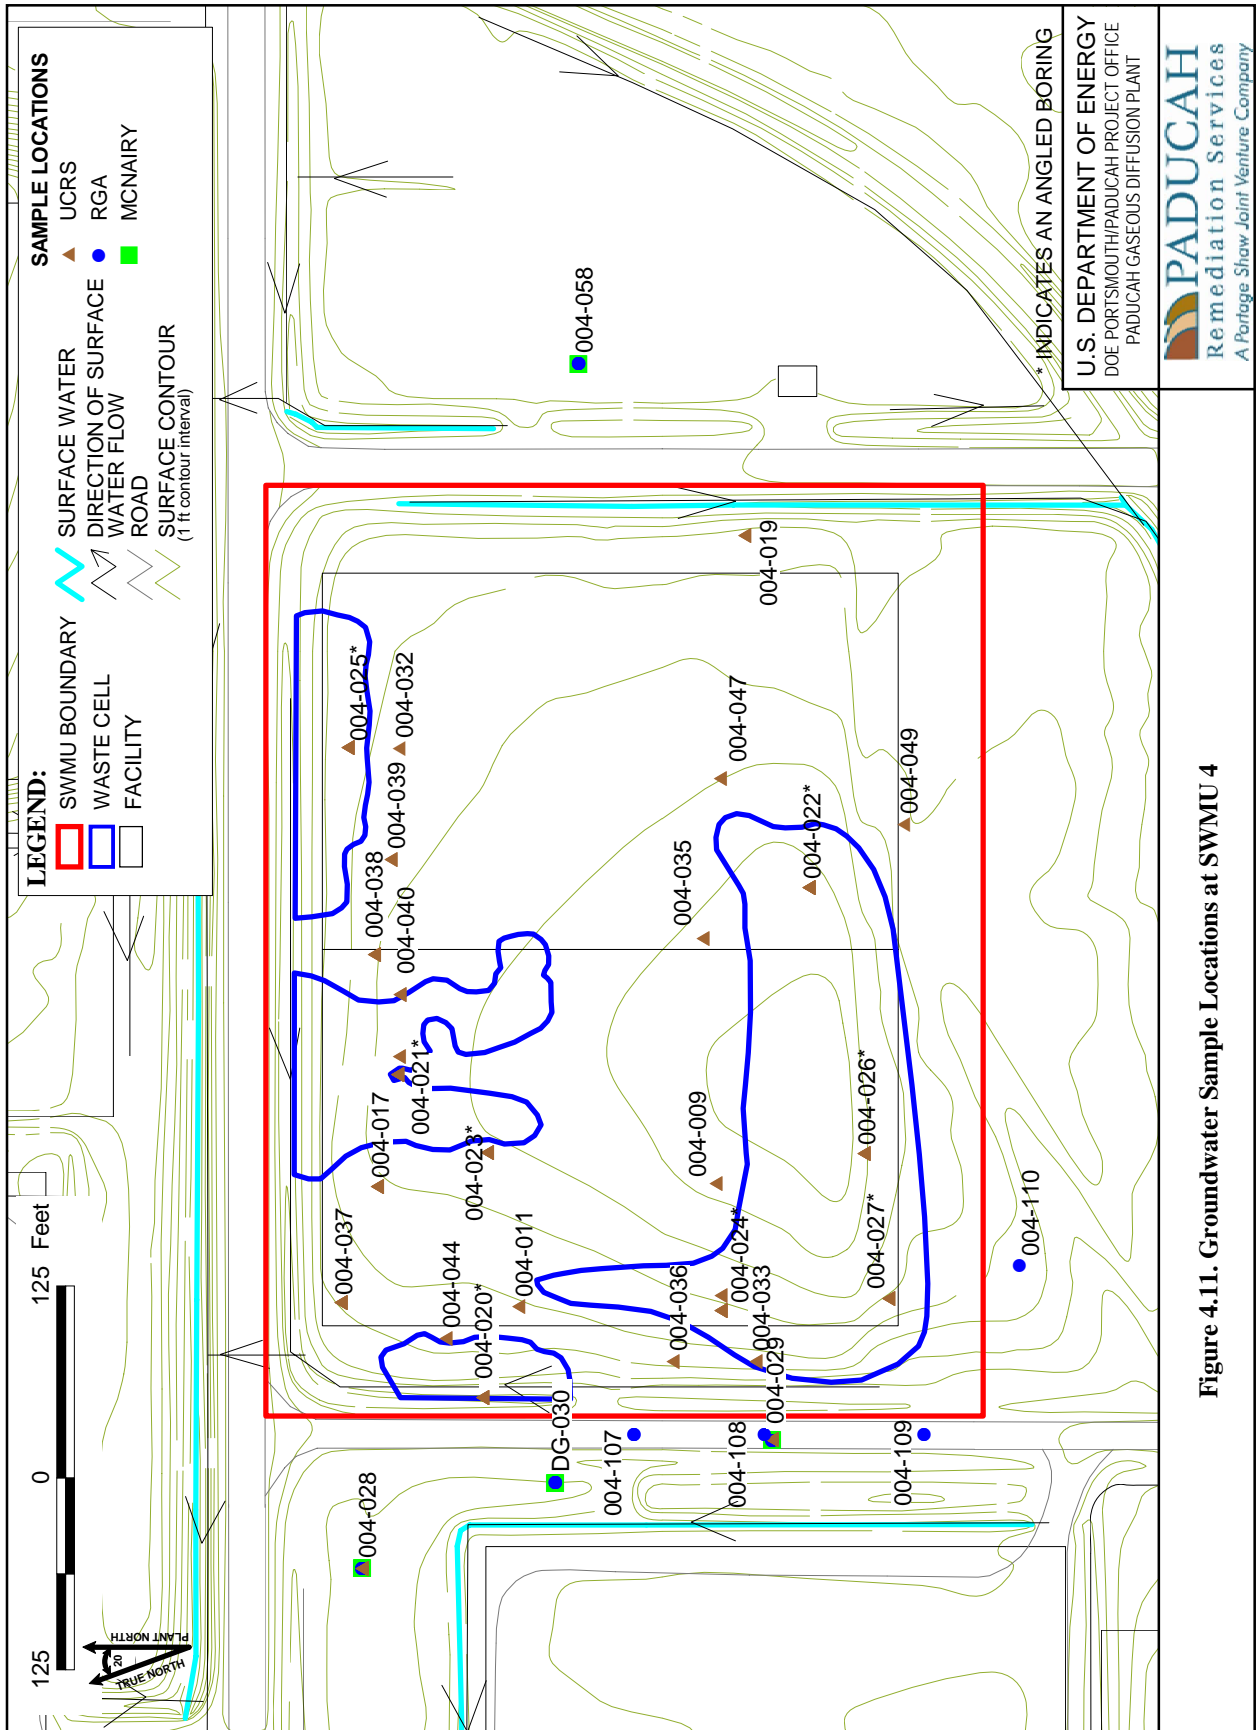 LEGEND:
SWMU BOUNDARY
WASTE CELL
FACILITY
SURFACE WATER
DIRECTION OF SURFACE
WATER FLOW
ROAD
SURFACE CONTOUR
(1 ft contour interval)
SAMPLE LOCATIONS
UCRS
RGA
MCNAIRY
125
0
125 Feet
TRUE NORTH
20
PLANT NORTH
004-028
DG-030
004-107
004-108
004-109
004-029
004-110
004-037
004-044
004-020*
004-011
004-036
004-033
004-024*
004-027*
004-017
004-023*
004-021*
004-009
004-026*
004-038
004-040
004-039
004-032
004-025*
004-035
004-022*
004-047
004-049
004-019
004-058
* INDICATES AN ANGLED BORING
U.S. DEPARTMENT OF ENERGY
DOE PORTSMOUTH/PADUCAH PROJECT OFFICE
PADUCAH GASEOUS DIFFUSION PLANT
PADUCAH
Remediation Services
A Portage Shaw Joint Venture Company
Figure 4.11. Groundwater Sample Locations at SWMU 4